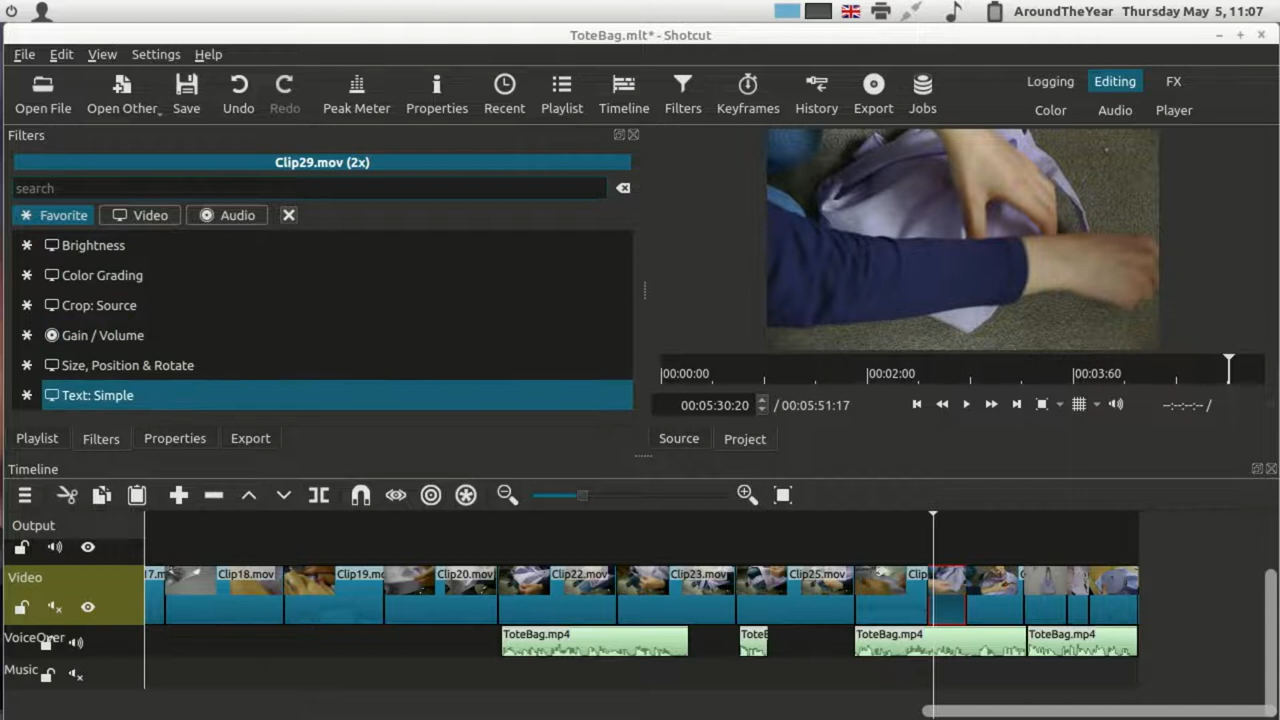 AroundTheYear Thursday May 5, 11:07
ToteBag.mlt* - Shotcut
File Edit View Settings Help
Open File Open Other Save Undo Redo Peak Meter Properties Recent Playlist Timeline Filters Keyframes History Export Jobs
Logging Editing FX
Color Audio Player
Filters
Clip29.mov (2x)
search
Favorite Video Audio
Brightness
Color Grading
Crop: Source
Gain / Volume
Size, Position & Rotate
Text: Simple
|00:00:00 |00:02:00 |00:03:60
00:05:30:20 / 00:05:51:17 --:--:--:-- /
Playlist Filters Properties Export
Source Project
Timeline
Output
Video
17.m Clip18.mov Clip19.mo Clip20.mov Clip22.mov Clip23.mov Clip25.mov Clip C
VoiceOver
ToteBag.mp4 ToteB ToteBag.mp4 ToteBag.mp4
Music